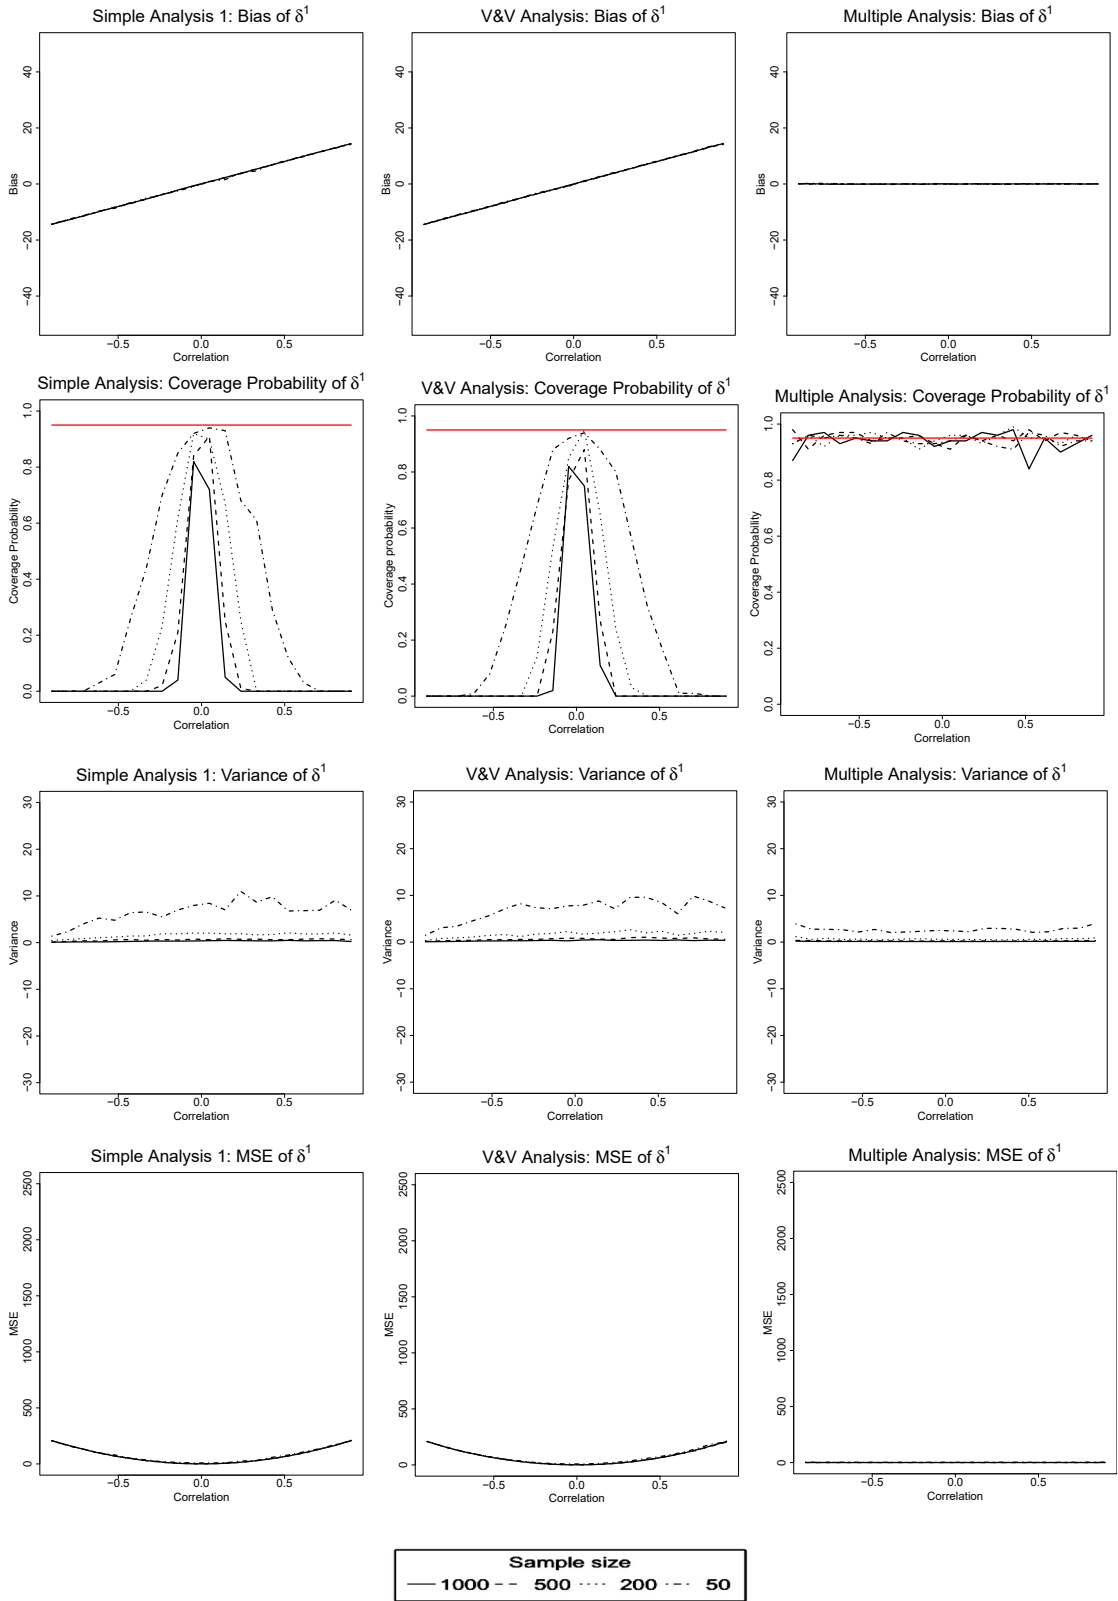 Simple Analysis 1: Bias of δ¹
V&V Analysis: Bias of δ¹
Multiple Analysis: Bias of δ¹
Bias
40
20
0
−20
−40
−0.5 0.0 0.5
Correlation
Bias
40
20
0
−20
−40
−0.5 0.0 0.5
Correlation
Bias
40
20
0
−20
−40
−0.5 0.0 0.5
Correlation
Simple Analysis: Coverage Probability of δ¹
V&V Analysis: Coverage Probability of δ¹
Multiple Analysis: Coverage Probability of δ¹
Coverage Probability
1.0
0.8
0.6
0.4
0.2
0.0
−0.5 0.0 0.5
Correlation
Coverage probability
1.0
0.8
0.6
0.4
0.2
0.0
−0.5 0.0 0.5
Correlation
Coverage Probability
1.0
0.8
0.6
0.4
0.2
0.0
−0.5 0.0 0.5
Correlation
Simple Analysis 1: Variance of δ¹
V&V Analysis: Variance of δ¹
Multiple Analysis: Variance of δ¹
Variance
30
20
10
0
−10
−20
−30
−0.5 0.0 0.5
Correlation
Variance
30
20
10
0
−10
−20
−30
−0.5 0.0 0.5
Correlation
Variance
30
20
10
0
−10
−20
−30
−0.5 0.0 0.5
Correlation
Simple Analysis 1: MSE of δ¹
V&V Analysis: MSE of δ¹
Multiple Analysis: MSE of δ¹
MSE
2500
2000
1500
1000
500
0
−0.5 0.0 0.5
Correlation
MSE
2500
2000
1500
1000
500
0
−0.5 0.0 0.5
Correlation
MSE
2500
2000
1500
1000
500
0
−0.5 0.0 0.5
Correlation
Sample size
1000 500 200 50